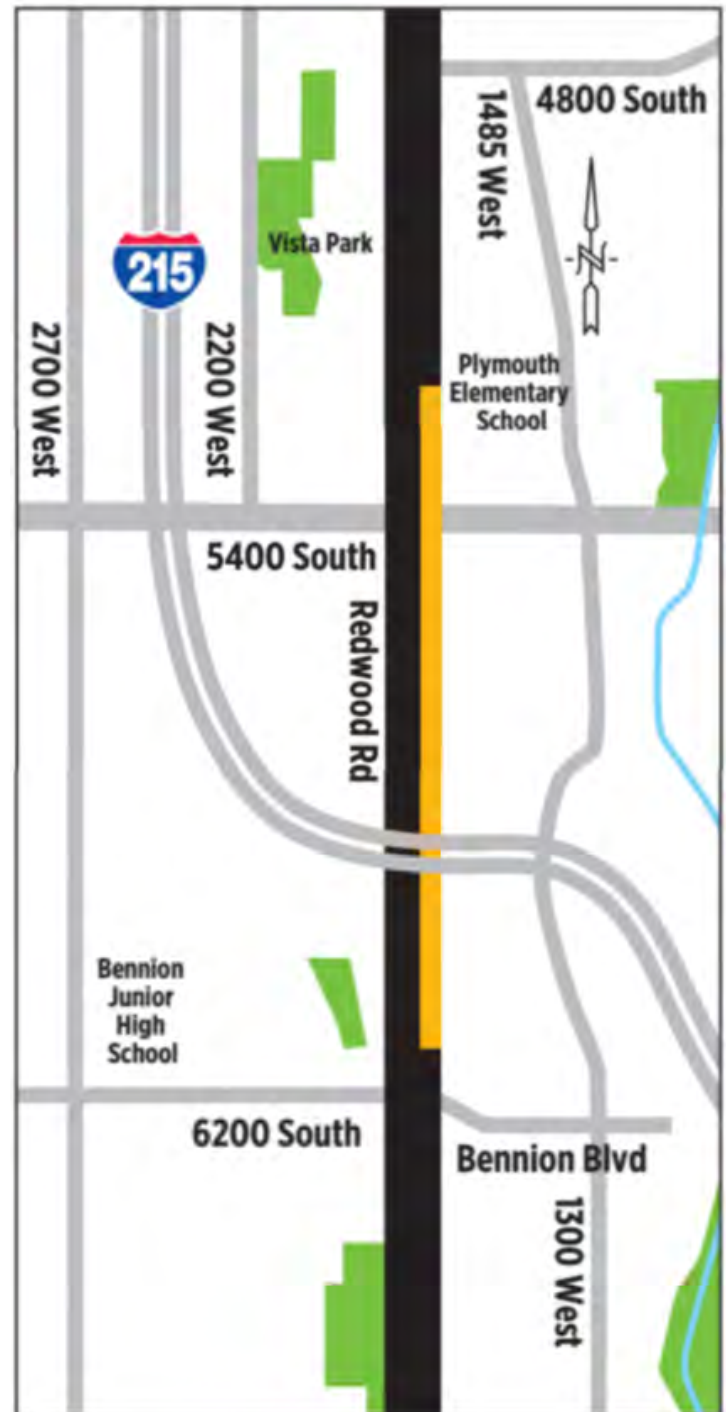 4800 South
1485 West
N
Vista Park
215
2700 West
2200 West
Plymouth
Elementary
School
5400 South
Redwood Rd
Bennion
Junior
High
School
6200 South
Bennion Blvd
1300 West